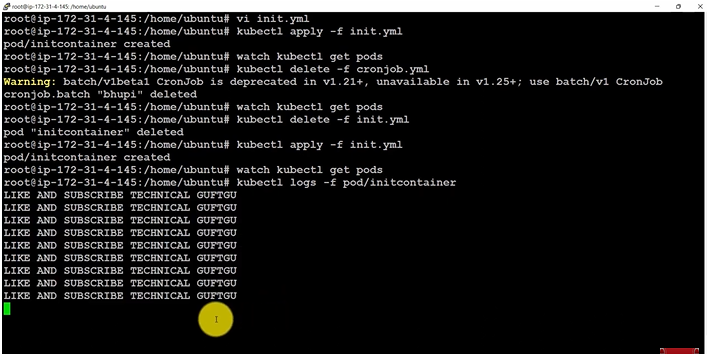 root@ip-172-31-4-145: /home/ubuntu
root@ip-172-31-4-145:/home/ubuntu# vi init.yml
root@ip-172-31-4-145:/home/ubuntu# kubectl apply -f init.yml
pod/initcontainer created
root@ip-172-31-4-145:/home/ubuntu# watch kubectl get pods
root@ip-172-31-4-145:/home/ubuntu# kubectl delete -f cronjob.yml
Warning: batch/v1beta1 CronJob is deprecated in v1.21+, unavailable in v1.25+; use batch/v1 CronJob
cronjob.batch "bhupi" deleted
root@ip-172-31-4-145:/home/ubuntu# watch kubectl get pods
root@ip-172-31-4-145:/home/ubuntu# kubectl delete -f init.yml
pod "initcontainer" deleted
root@ip-172-31-4-145:/home/ubuntu# kubectl apply -f init.yml
pod/initcontainer created
root@ip-172-31-4-145:/home/ubuntu# watch kubectl get pods
root@ip-172-31-4-145:/home/ubuntu# kubectl logs -f pod/initcontainer
LIKE AND SUBSCRIBE TECHNICAL GUFTGU
LIKE AND SUBSCRIBE TECHNICAL GUFTGU
LIKE AND SUBSCRIBE TECHNICAL GUFTGU
LIKE AND SUBSCRIBE TECHNICAL GUFTGU
LIKE AND SUBSCRIBE TECHNICAL GUFTGU
LIKE AND SUBSCRIBE TECHNICAL GUFTGU
LIKE AND SUBSCRIBE TECHNICAL GUFTGU
LIKE AND SUBSCRIBE TECHNICAL GUFTGU
LIKE AND SUBSCRIBE TECHNICAL GUFTGU